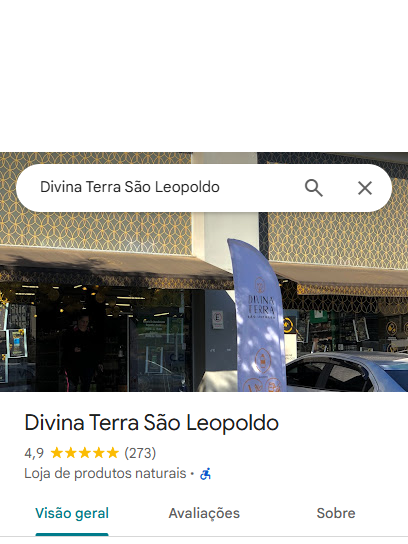 Divina Terra São Leopoldo
DIVINA
TERRA
Divina Terra São Leopoldo
4,9 (273)
Loja de produtos naturais ·
Visão geral Avaliações Sobre